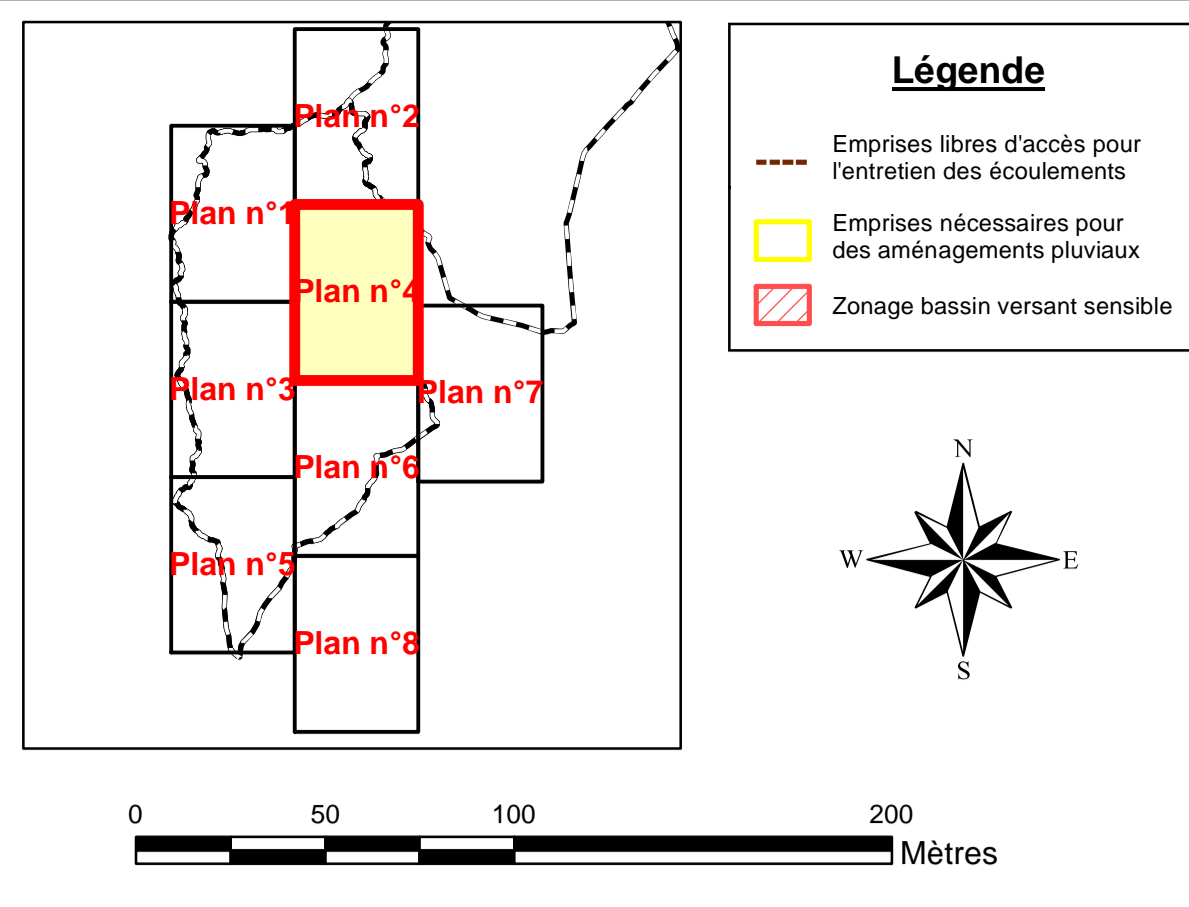 Plan n°2
Plan n°1
Plan n°4
Plan n°3
Plan n°7
Plan n°6
Plan n°5
Plan n°8
Légende
Emprises libres d'accès pour
l'entretien des écoulements
Emprises nécessaires pour
des aménagements pluviaux
Zonage bassin versant sensible
N
W
E
S
0 50 100 200
Mètres